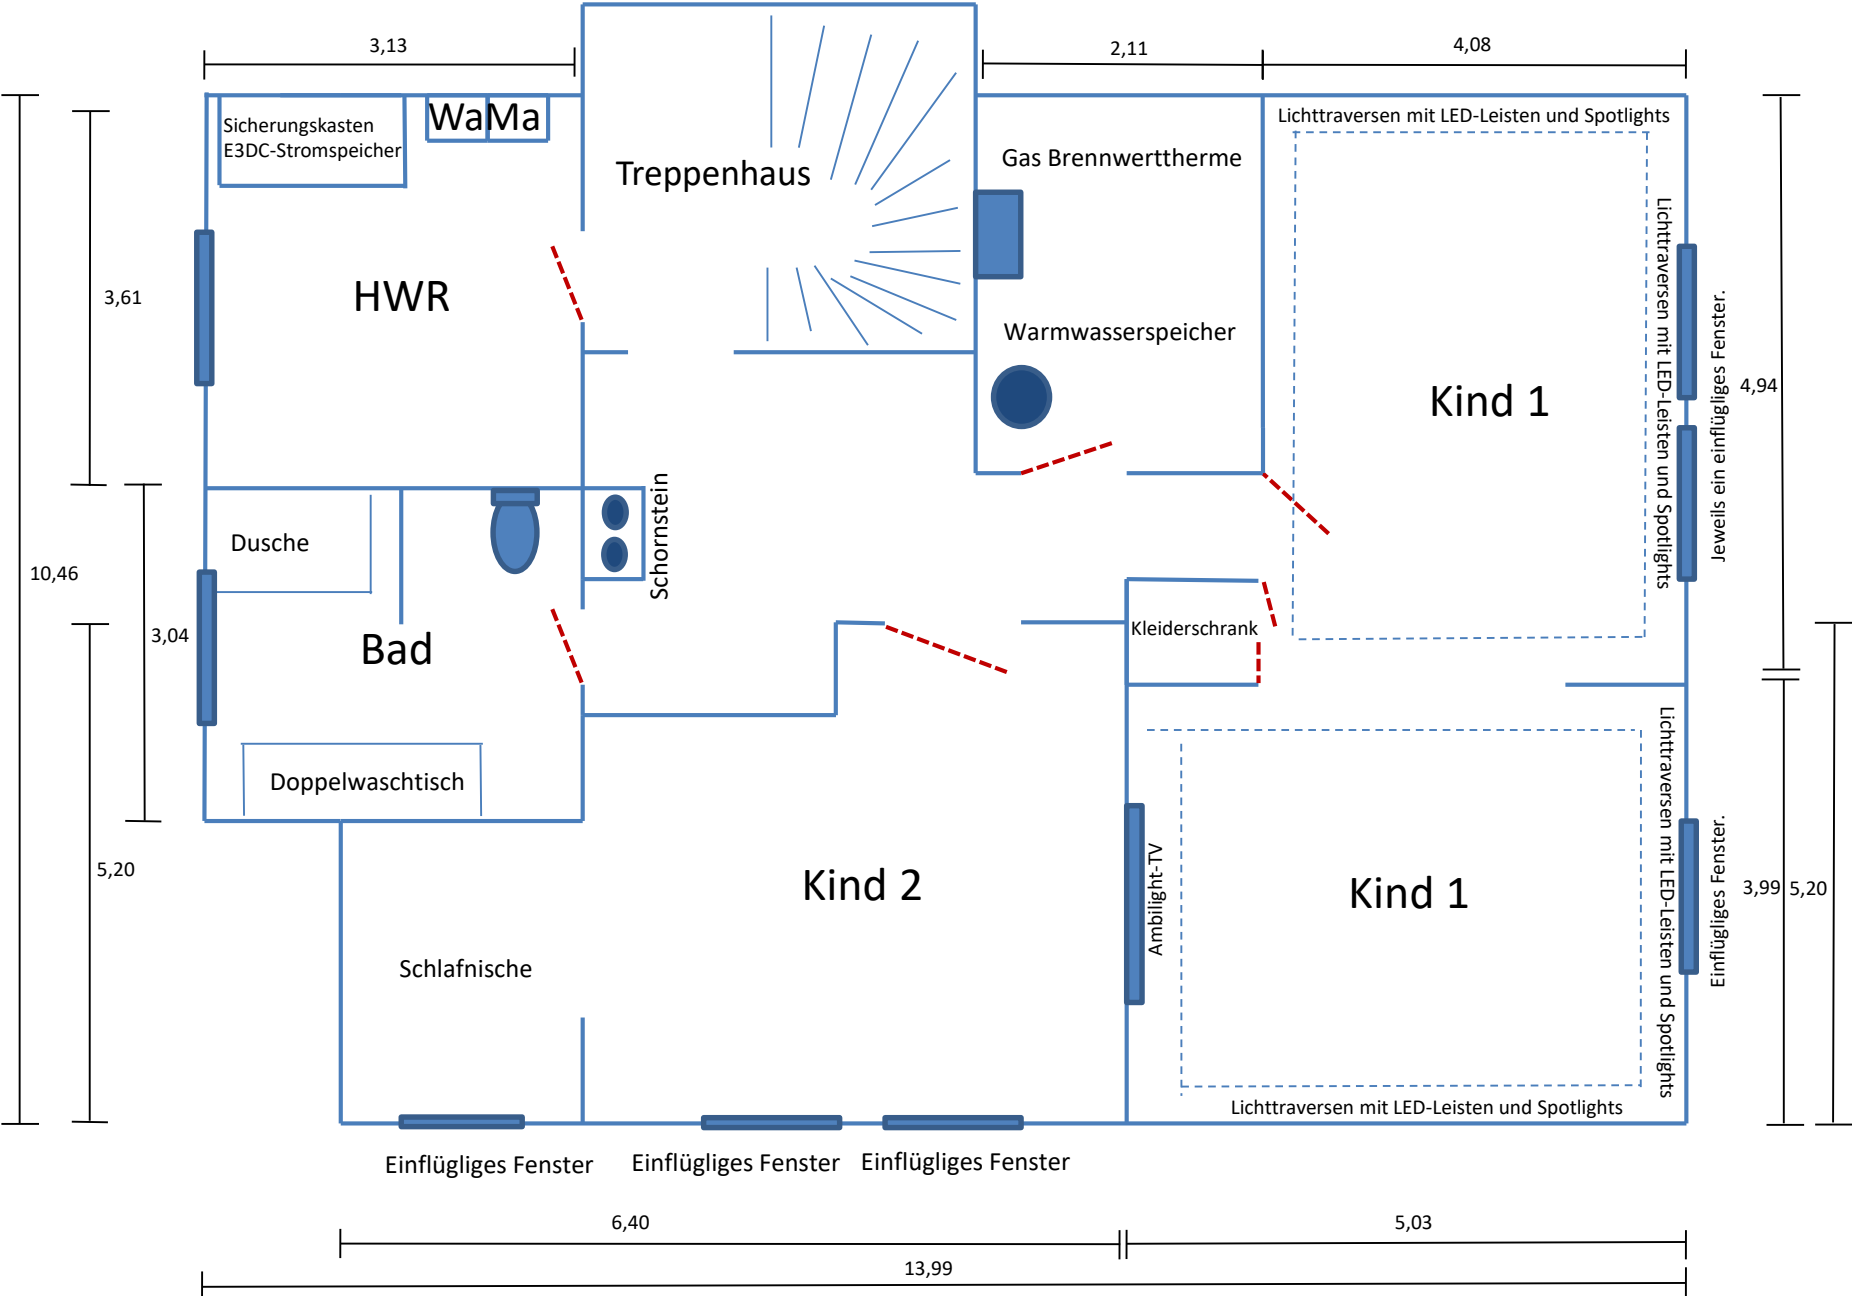 3,13
2,11
4,08
WaMa
Sicherungskasten
E3DC-Stromspeicher
Treppenhaus
Gas Brennwerttherme
Lichttraversen mit LED-Leisten und Spotlights
Lichttraversen mit LED-Leisten und Spotlights
HWR
3,61
Warmwasserspeicher
Kind 1
Jeweils ein einflügliges Fenster.
4,94
Schornstein
Dusche
10,46
3,04
Bad
Kleiderschrank
Doppelwaschtisch
5,20
Kind 2
Ambilight-TV
Kind 1
Lichttraversen mit LED-Leisten und Spotlights
Einflügliges Fenster.
3,99
5,20
Schlafnische
Lichttraversen mit LED-Leisten und Spotlights
Einflügliges Fenster
Einflügliges Fenster
Einflügliges Fenster
6,40
5,03
13,99